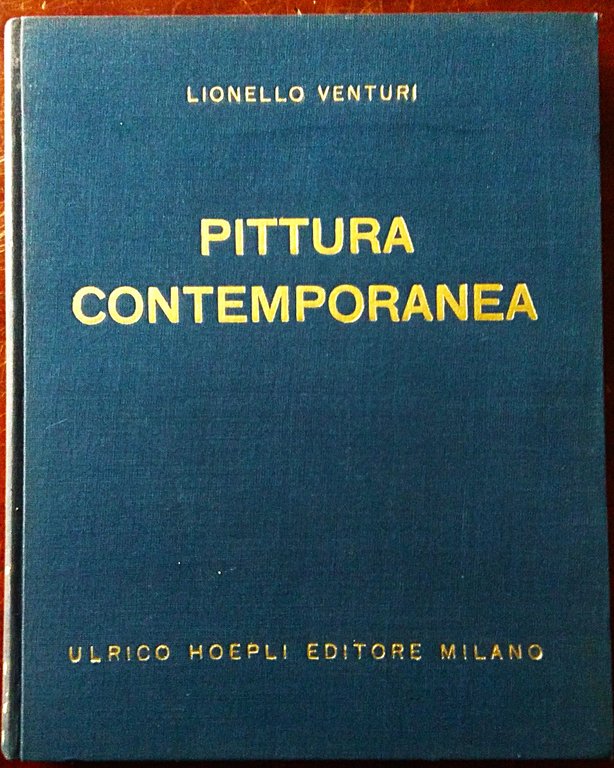 LIONELLO VENTURI
PITTURA
CONTEMPORANEA
ULRICO HOEPLI EDITORE MILANO